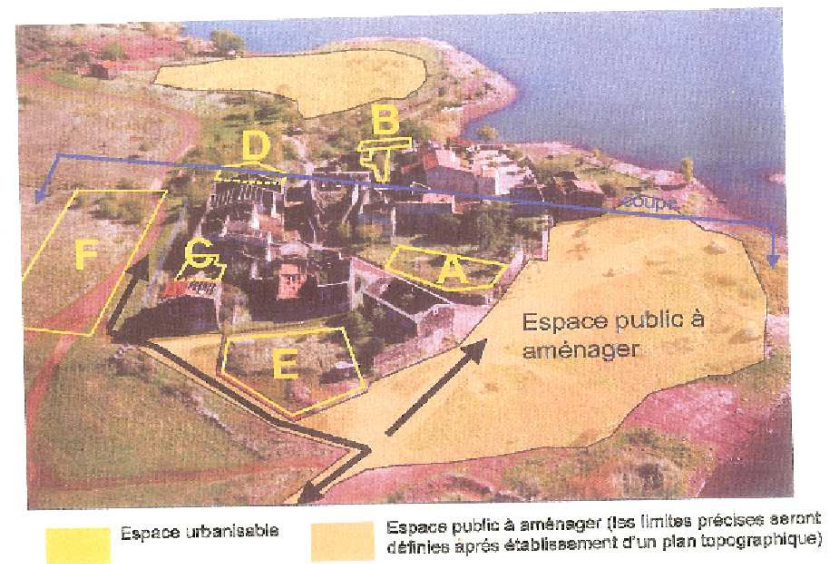 B
D
coupe
F
C
A
Espace public à
aménager
E
Espace urbanisable
Espace public à aménager (les limites précises seront
définies après établissement d'un plan topographique)